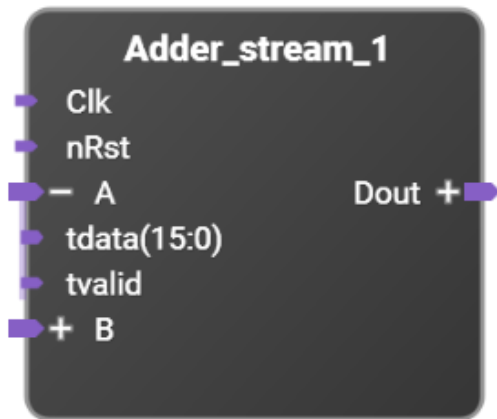 Adder_stream_1
Clk
nRst
− A Dout +
tdata(15:0)
tvalid
+ B